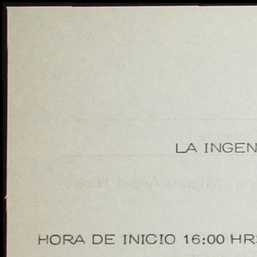 LA INGEN
HORA DE INICIO 16:00 HR